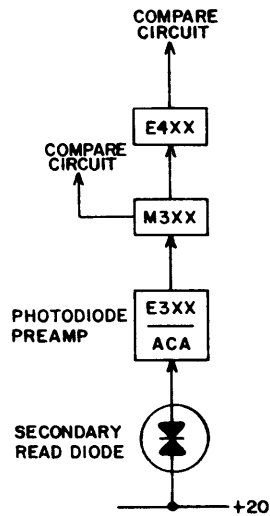 COMPARE
CIRCUIT
E4XX
COMPARE
CIRCUIT
M3XX
PHOTODIODE
PREAMP
E3XX
ACA
SECONDARY
READ DIODE
+20